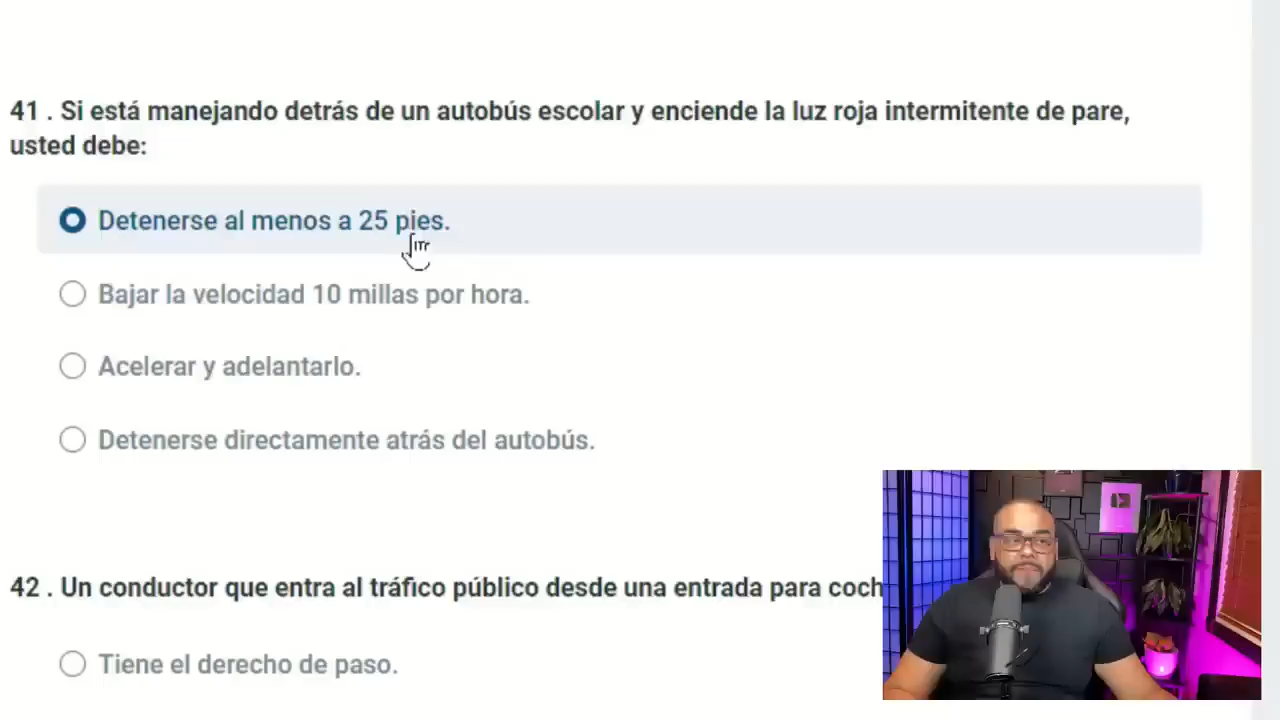 41 . Si está manejando detrás de un autobús escolar y enciende la luz roja intermitente de pare,
usted debe:
Detenerse al menos a 25 pies.
Bajar la velocidad 10 millas por hora.
Acelerar y adelantarlo.
Detenerse directamente atrás del autobús.
42 . Un conductor que entra al tráfico público desde una entrada para coch
Tiene el derecho de paso.